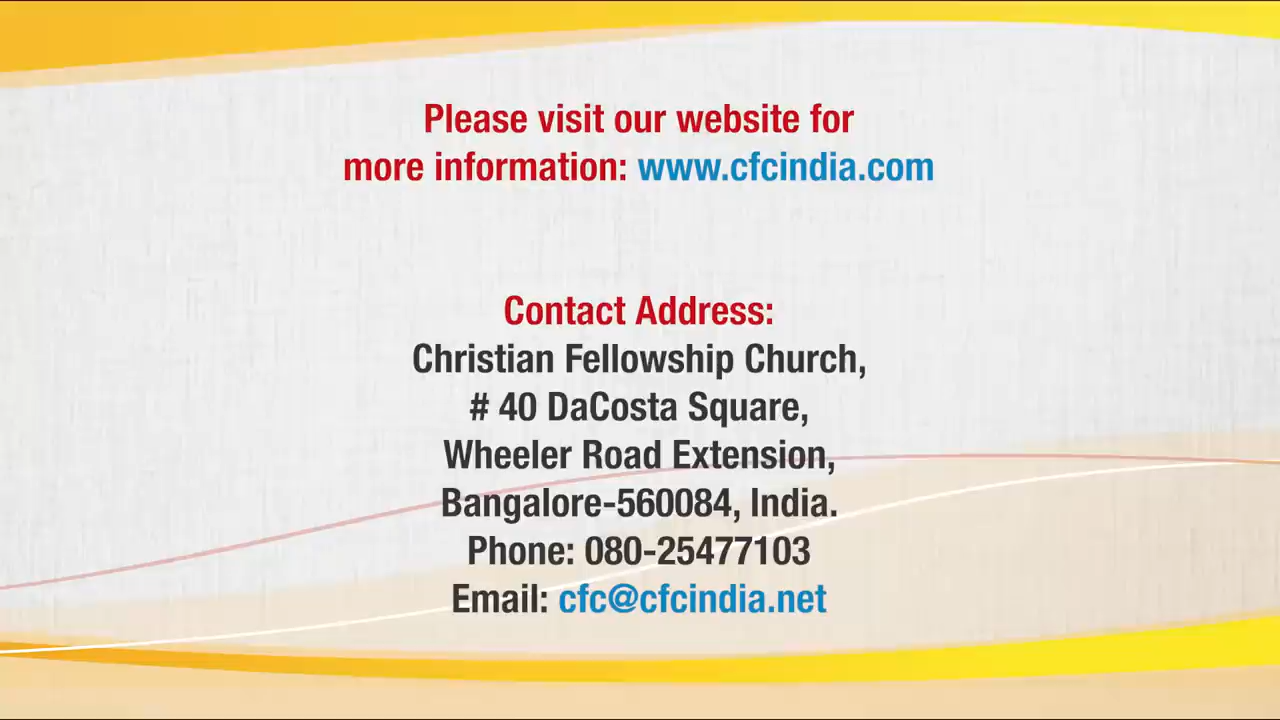 Please visit our website for
more information: www.cfcindia.com
Contact Address:
Christian Fellowship Church,
# 40 DaCosta Square,
Wheeler Road Extension,
Bangalore-560084, India.
Phone: 080-25477103
Email: cfc@cfcindia.net